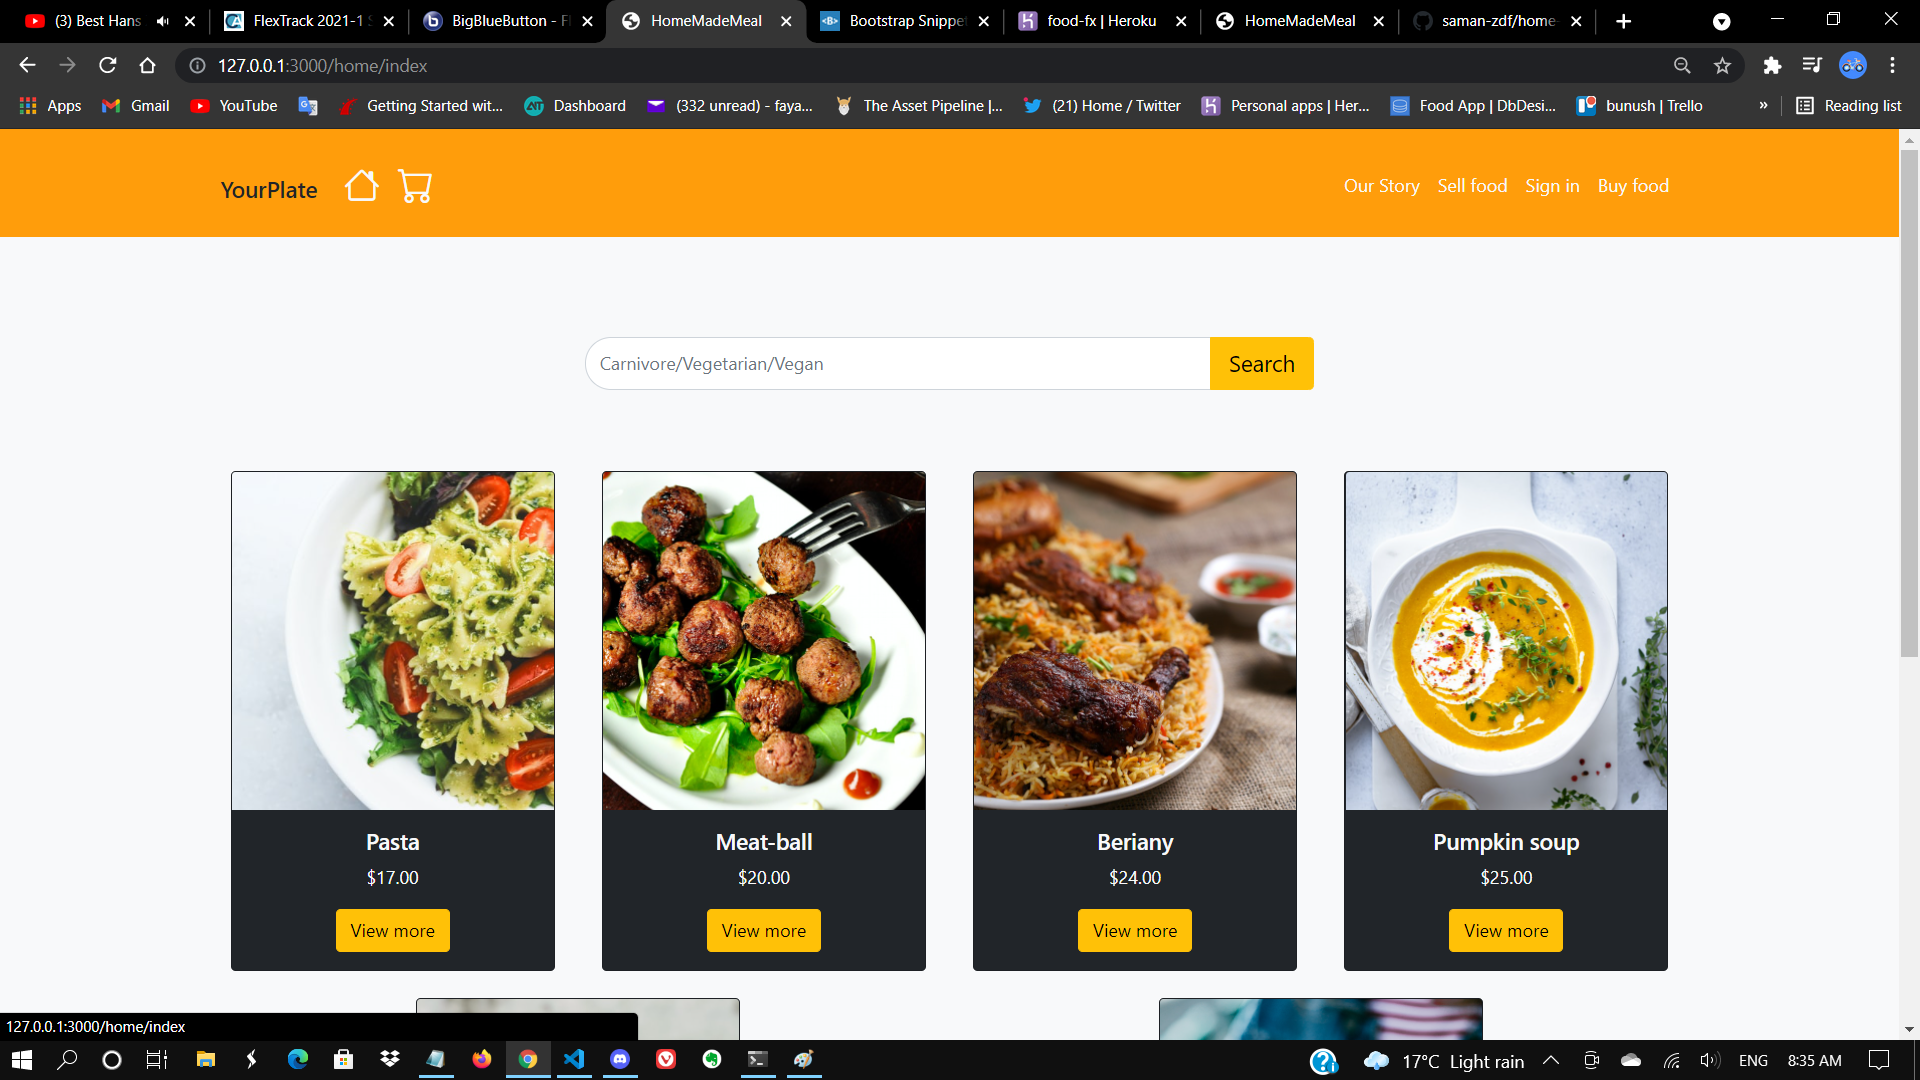 (3) Best Hans
FlexTrack 2021-1 S
BigBlueButton - Fl
HomeMadeMeal
Bootstrap Snippet
food-fx | Heroku
HomeMadeMeal
saman-zdf/home-
127.0.0.1:3000/home/index
Apps
Gmail
YouTube
Getting Started wit...
Dashboard
(332 unread) - faya...
The Asset Pipeline |...
(21) Home / Twitter
Personal apps | Her...
Food App | DbDesi...
bunush | Trello
»
Reading list
YourPlate
Our Story Sell food Sign in Buy food
Carnivore/Vegetarian/Vegan
Search
Pasta
$17.00
View more
Meat-ball
$20.00
View more
Beriany
$24.00
View more
Pumpkin soup
$25.00
View more
127.0.0.1:3000/home/index
17°C Light rain
ENG
8:35 AM